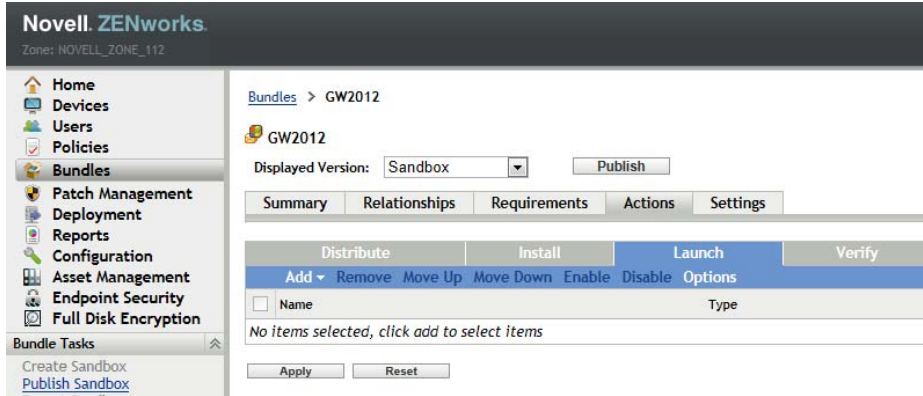 Novell. ZENworks.
Zone: NOVELL_ZONE_112
Home
Devices
Users
Policies
Bundles
Patch Management
Deployment
Reports
Configuration
Asset Management
Endpoint Security
Full Disk Encryption
Bundle Tasks
Create Sandbox
Publish Sandbox
Bundles > GW2012
GW2012
Displayed Version: Sandbox Publish
Summary Relationships Requirements Actions Settings
Distribute Install Launch Verify
Add Remove Move Up Move Down Enable Disable Options
Name Type
No items selected, click add to select items
Apply Reset